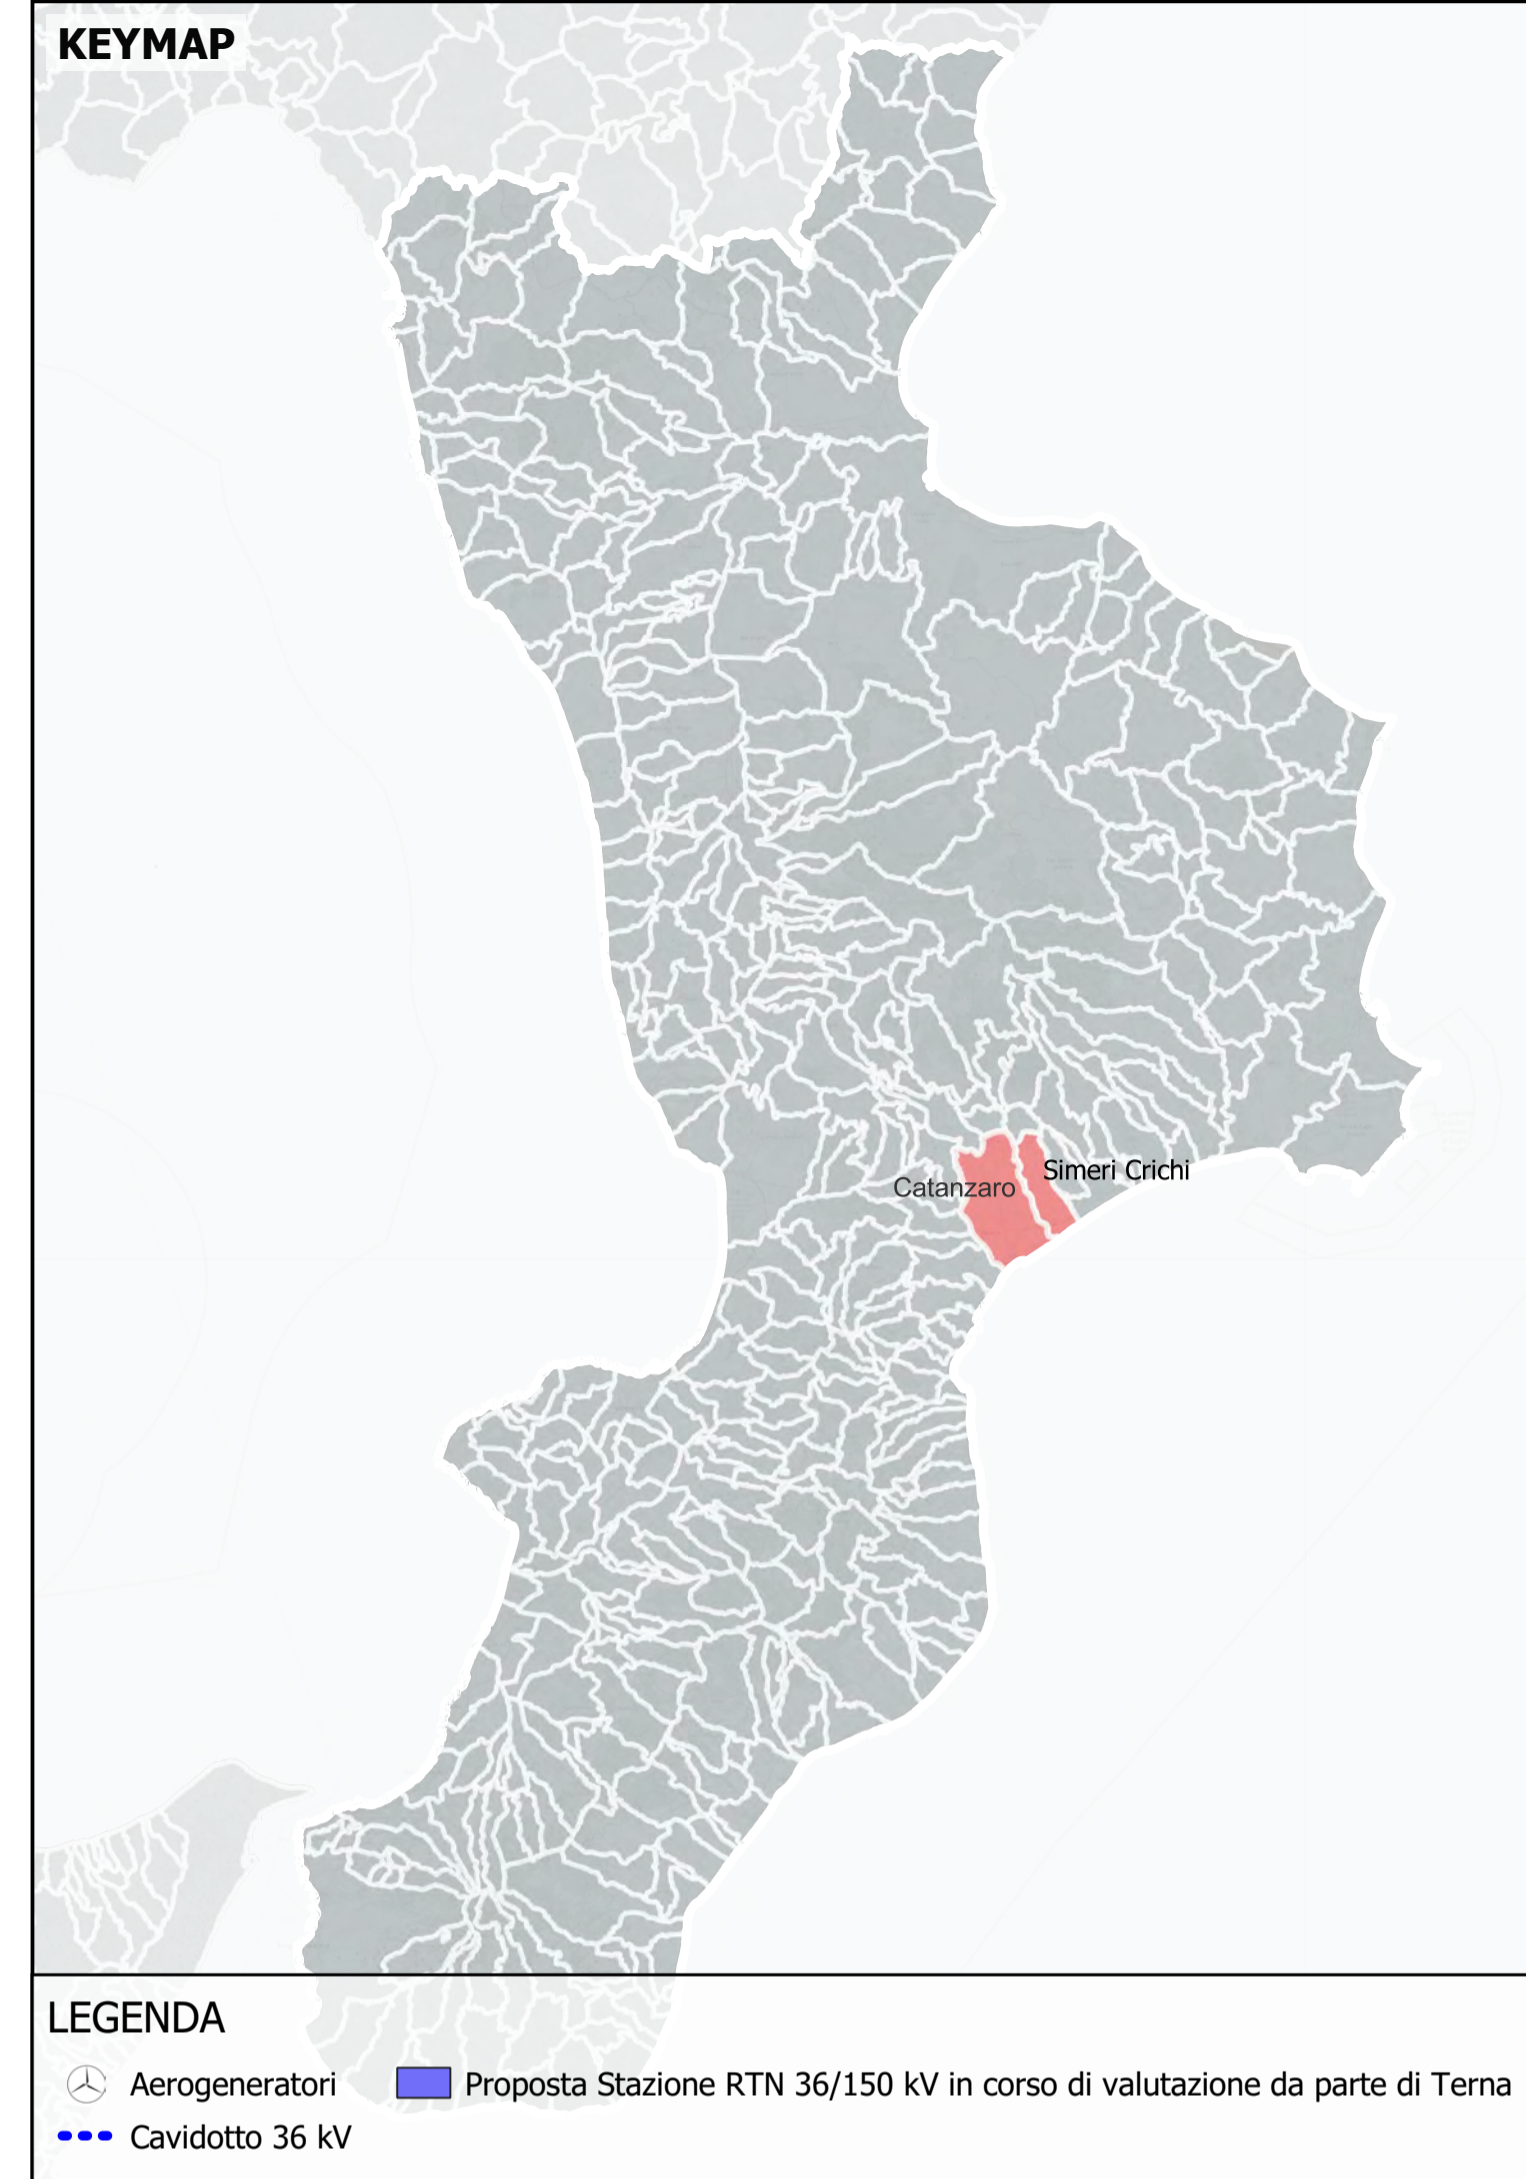 KEYMAP
Simeri Crichi
Catanzaro
LEGENDA
Aerogeneratori
Proposta Stazione RTN 36/150 kV in corso di valutazione da parte di Terna
Cavidotto 36 kV